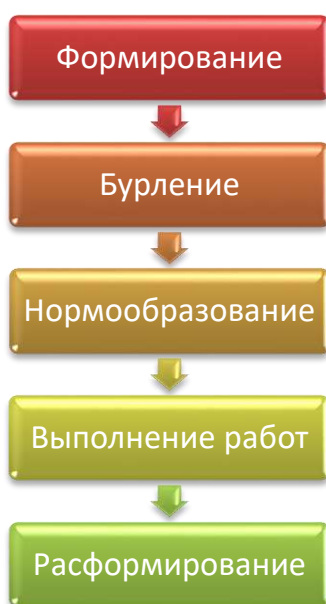 Формирование
Бурление
Нормообразование
Выполнение работ
Расформирование